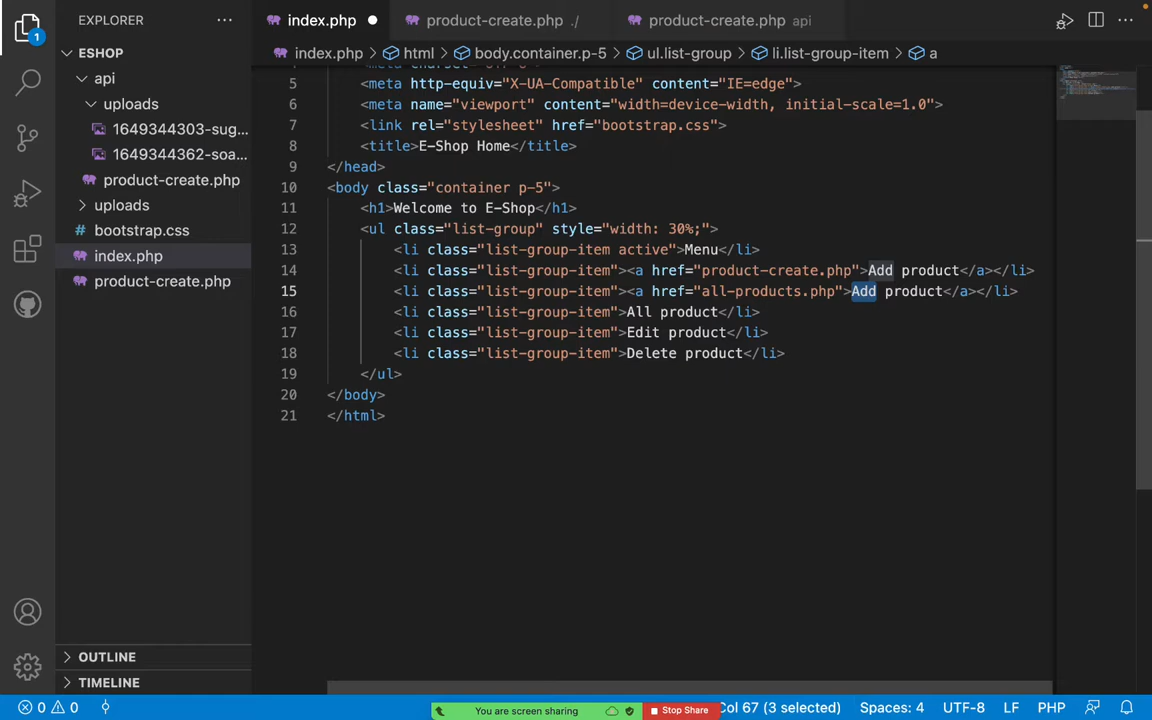 EXPLORER
index.php
product-create.php ./
product-create.php api
ESHOP
index.php > html > body.container.p-5 > ul.list-group > li.list-group-item > a
api
uploads
1649344303-sug...
1649344362-soa...
product-create.php
uploads
bootstrap.css
index.php
product-create.php
5 <meta http-equiv="X-UA-Compatible" content="IE=edge">
6 <meta name="viewport" content="width=device-width, initial-scale=1.0">
7 <link rel="stylesheet" href="bootstrap.css">
8 <title>E-Shop Home</title>
9 </head>
10 <body class="container p-5">
11 <h1>Welcome to E-Shop</h1>
12 <ul class="list-group" style="width: 30%;">
13 <li class="list-group-item active">Menu</li>
14 <li class="list-group-item"><a href="product-create.php">Add product</a></li>
15 <li class="list-group-item"><a href="all-products.php">Add product</a></li>
16 <li class="list-group-item">All product</li>
17 <li class="list-group-item">Edit product</li>
18 <li class="list-group-item">Delete product</li>
19 </ul>
20 </body>
21 </html>
OUTLINE
TIMELINE
1
0 0
You are screen sharing
Stop Share
Col 67 (3 selected)
Spaces: 4
UTF-8
LF
PHP